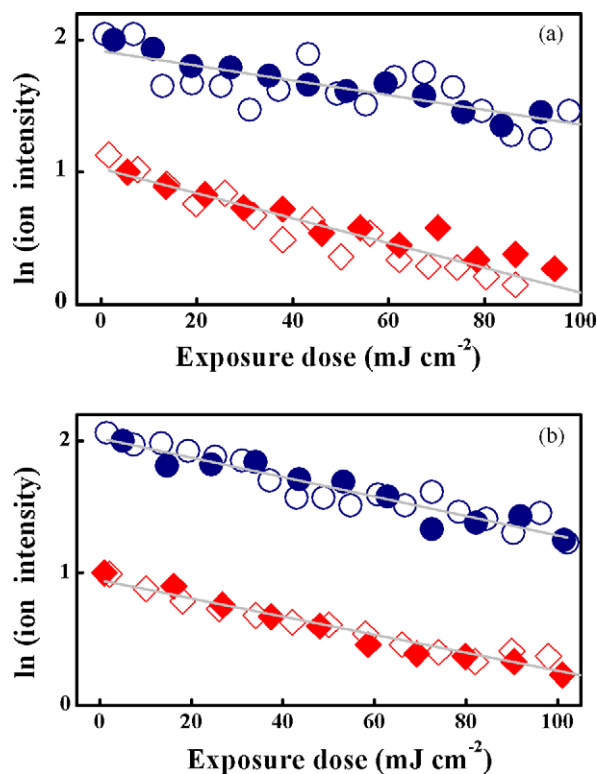 (a)
2
1
0
ln (ion intensity)
0 20 40 60 80 100
Exposure dose (mJ cm⁻²)
(b)
2
1
0
ln (ion intensity)
0 20 40 60 80 100
Exposure dose (mJ cm⁻²)